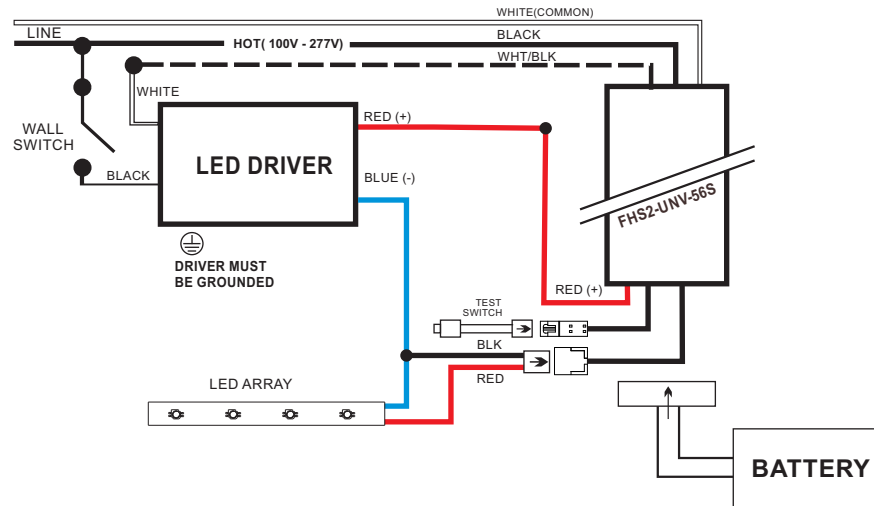 WHITE(COMMON)
LINE
HOT( 100V - 277V)
BLACK
WHT/BLK
WHITE
RED (+)
WALL
SWITCH
LED DRIVER
BLACK
BLUE (-)
FHS2-UNV-56S
DRIVER MUST
BE GROUNDED
RED (+)
TEST
SWITCH
BLK
RED
LED ARRAY
BATTERY